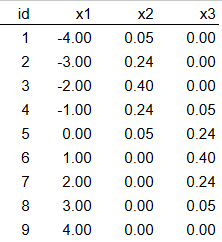 id x1 x2 x3
1 -4.00 0.05 0.00
2 -3.00 0.24 0.00
3 -2.00 0.40 0.00
4 -1.00 0.24 0.05
5 0.00 0.05 0.24
6 1.00 0.00 0.40
7 2.00 0.00 0.24
8 3.00 0.00 0.05
9 4.00 0.00 0.00